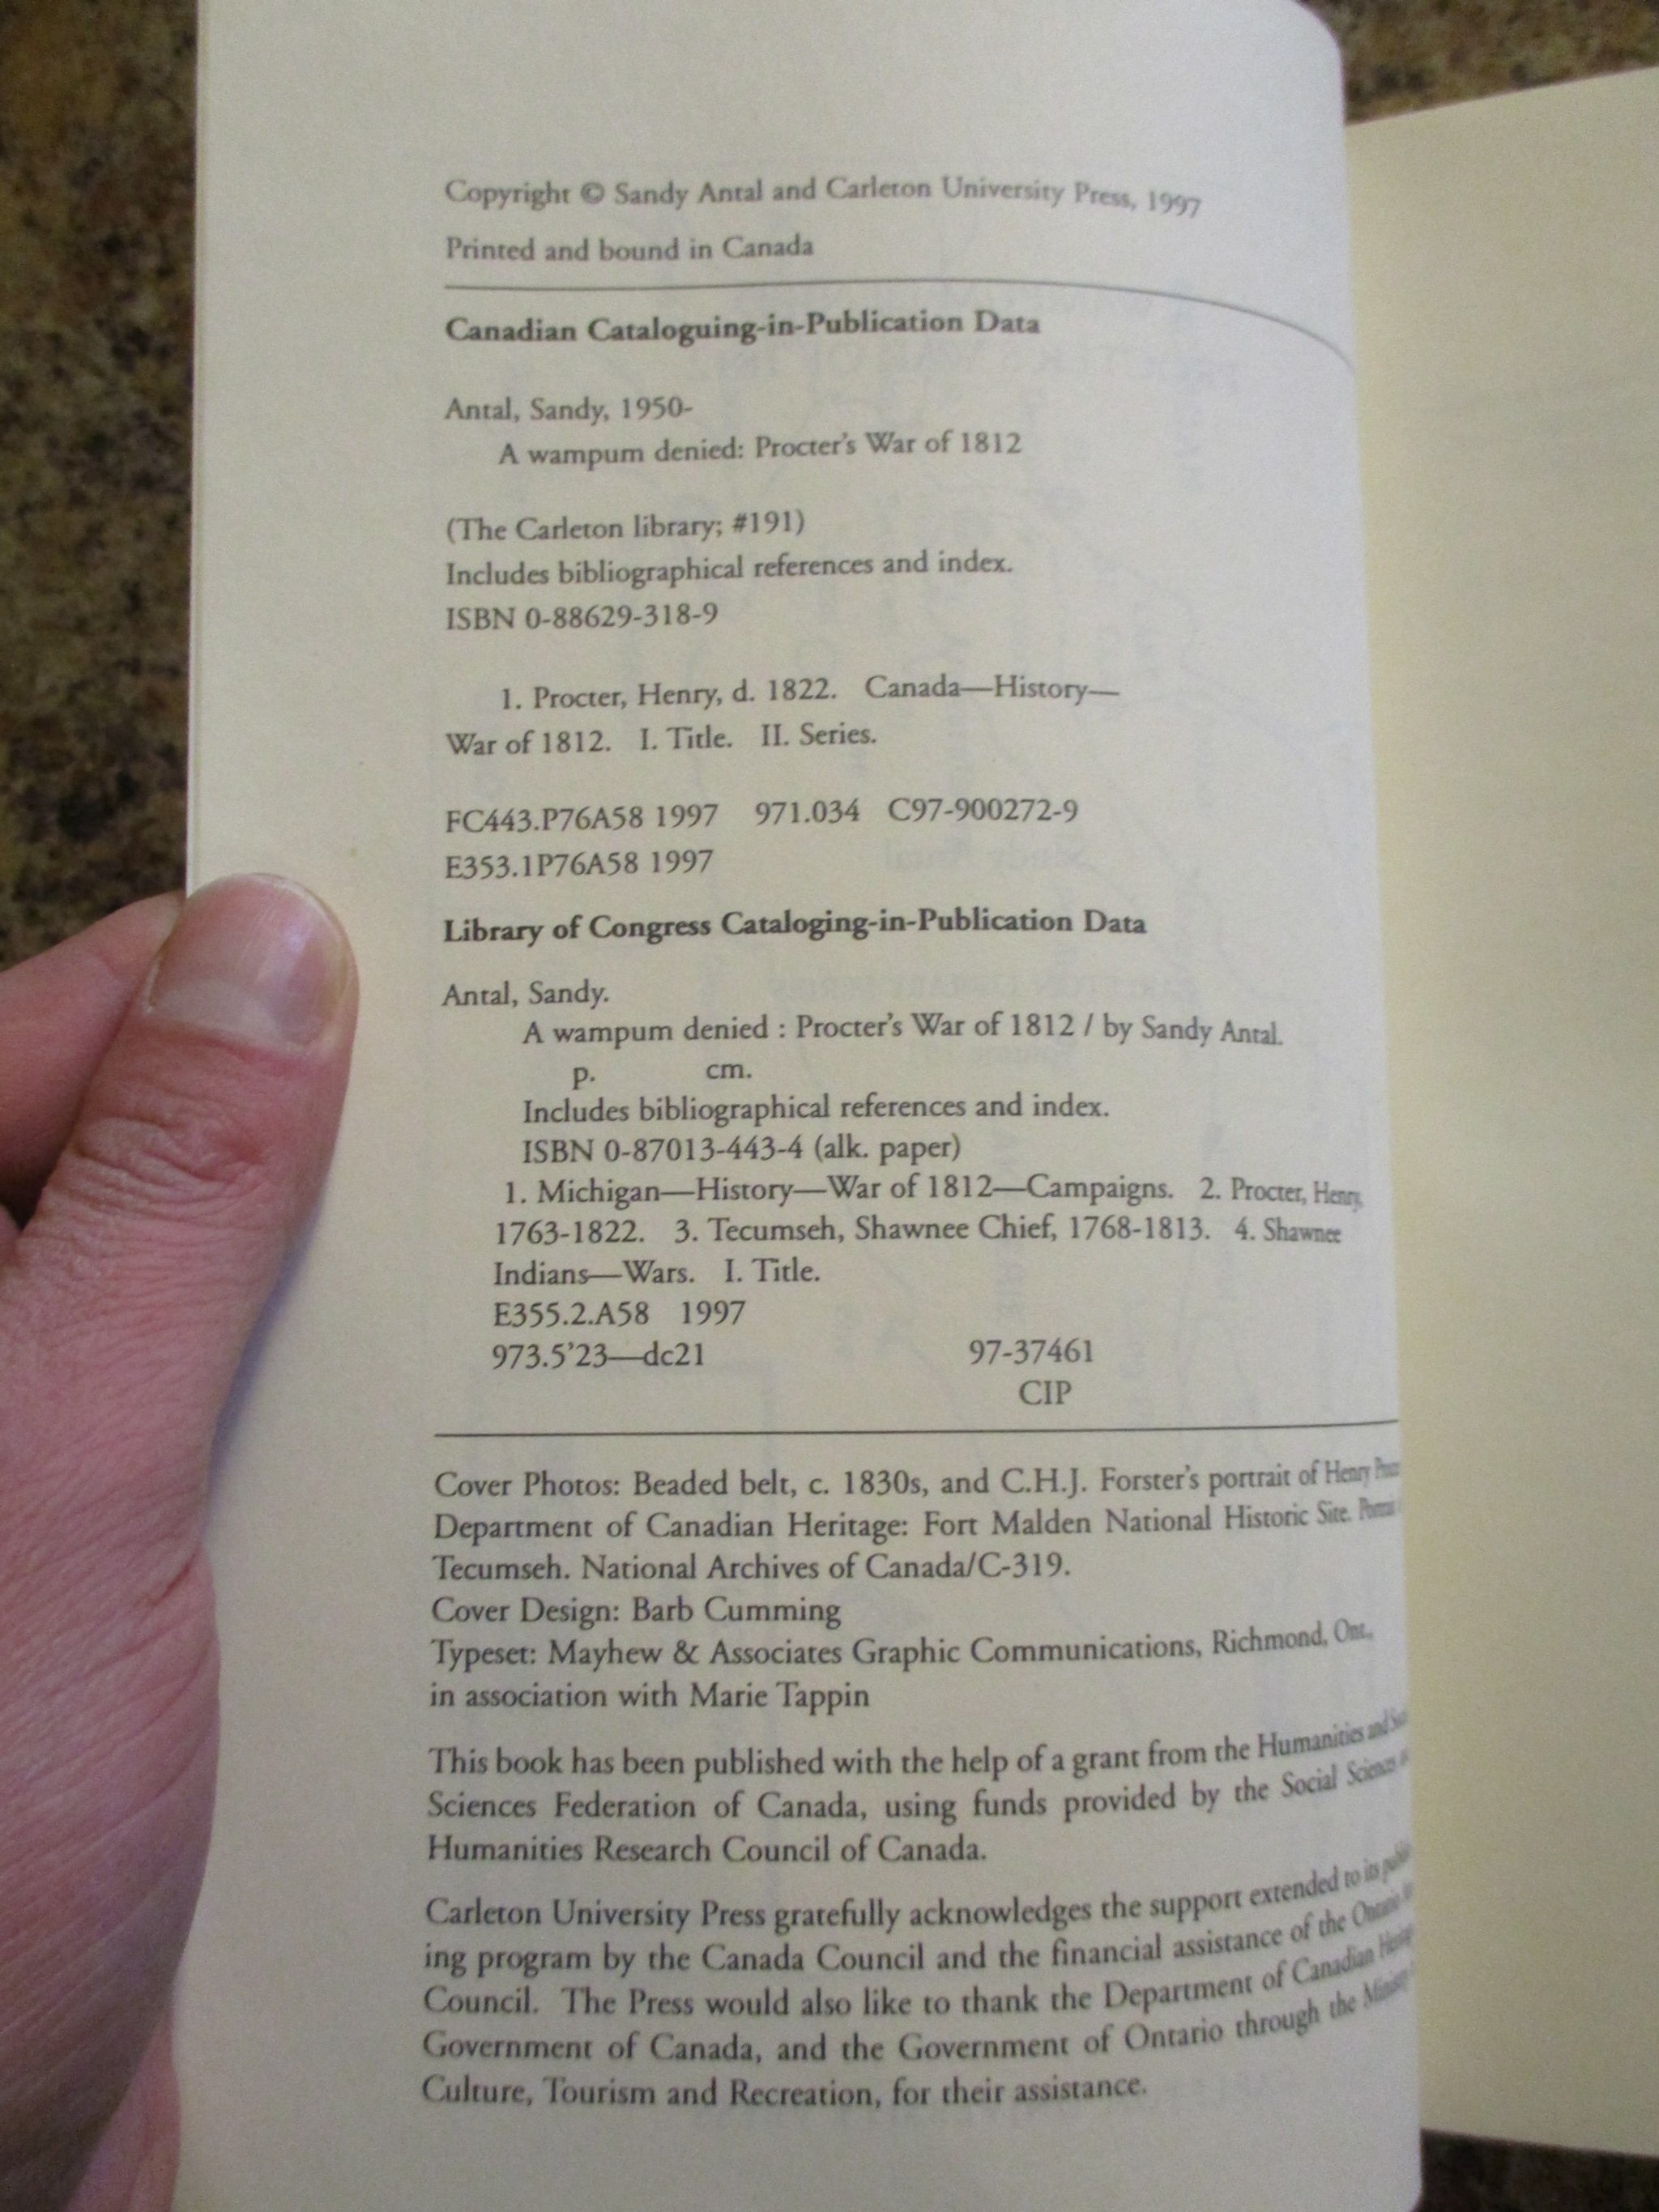 Copyright © Sandy Antal and Carleton University Press, 1997
Printed and bound in Canada
Canadian Cataloguing-in-Publication Data
Antal, Sandy, 1950-
A wampum denied: Procter's War of 1812
(The Carleton library; #191)
Includes bibliographical references and index.
ISBN 0-88629-318-9
1. Procter, Henry, d. 1822. Canada—History—
War of 1812. I. Title. II. Series.
FC443.P76A58 1997 971.034 C97-900272-9
E353.1P76A58 1997
Library of Congress Cataloging-in-Publication Data
Antal, Sandy.
A wampum denied : Procter's War of 1812 / by Sandy Antal.
p. cm.
Includes bibliographical references and index.
ISBN 0-87013-443-4 (alk. paper)
1. Michigan—History—War of 1812—Campaigns. 2. Procter, Henry,
1763-1822. 3. Tecumseh, Shawnee Chief, 1768-1813. 4. Shawnee
Indians—Wars. I. Title.
E355.2.A58 1997
973.5'23—dc21 97-37461
CIP
Cover Photos: Beaded belt, c. 1830s, and C.H.J. Forster's portrait of Henry
Department of Canadian Heritage: Fort Malden National Historic Site.
Tecumseh. National Archives of Canada/C-319.
Cover Design: Barb Cumming
Typeset: Mayhew & Associates Graphic Communications, Richmond, Ont.,
in association with Marie Tappin
This book has been published with the help of a grant from the Humanities and
Sciences Federation of Canada, using funds provided by the Social Sciences
Humanities Research Council of Canada.
Carleton University Press gratefully acknowledges the support extended to its
ing program by the Canada Council and the financial assistance of the Ontario
Council. The Press would also like to thank the Department of Canadian
Government of Canada, and the Government of Ontario through the
Culture, Tourism and Recreation, for their assistance.